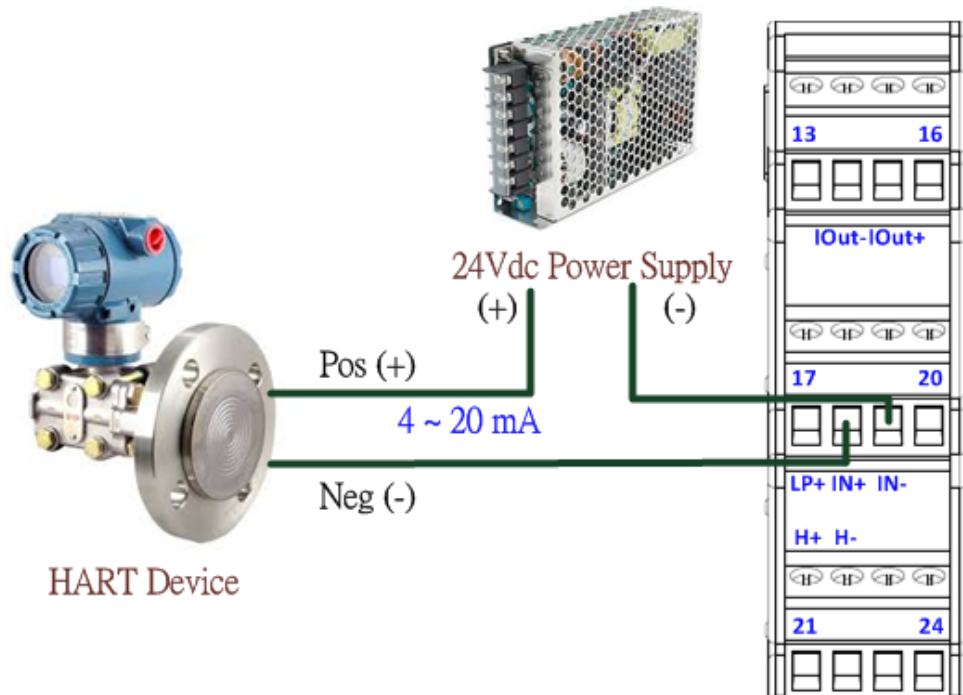 13 16
IOut-IOut+
24Vdc Power Supply
(+) (-)
Pos (+)
17 20
4 ~ 20 mA
LP+ IN+ IN-
Neg (-)
H+ H-
HART Device
21 24